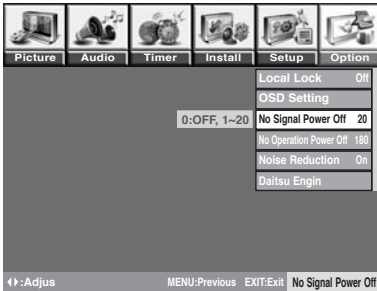 Picture Audio Timer Install Setup Option
Local Lock Off
OSD Setting
0:OFF, 1~20 No Signal Power Off 20
No Operation Power Off 180
Noise Reduction On
Daitsu Engin
:Adjus MENU:Previous EXIT:Exit No Signal Power Off